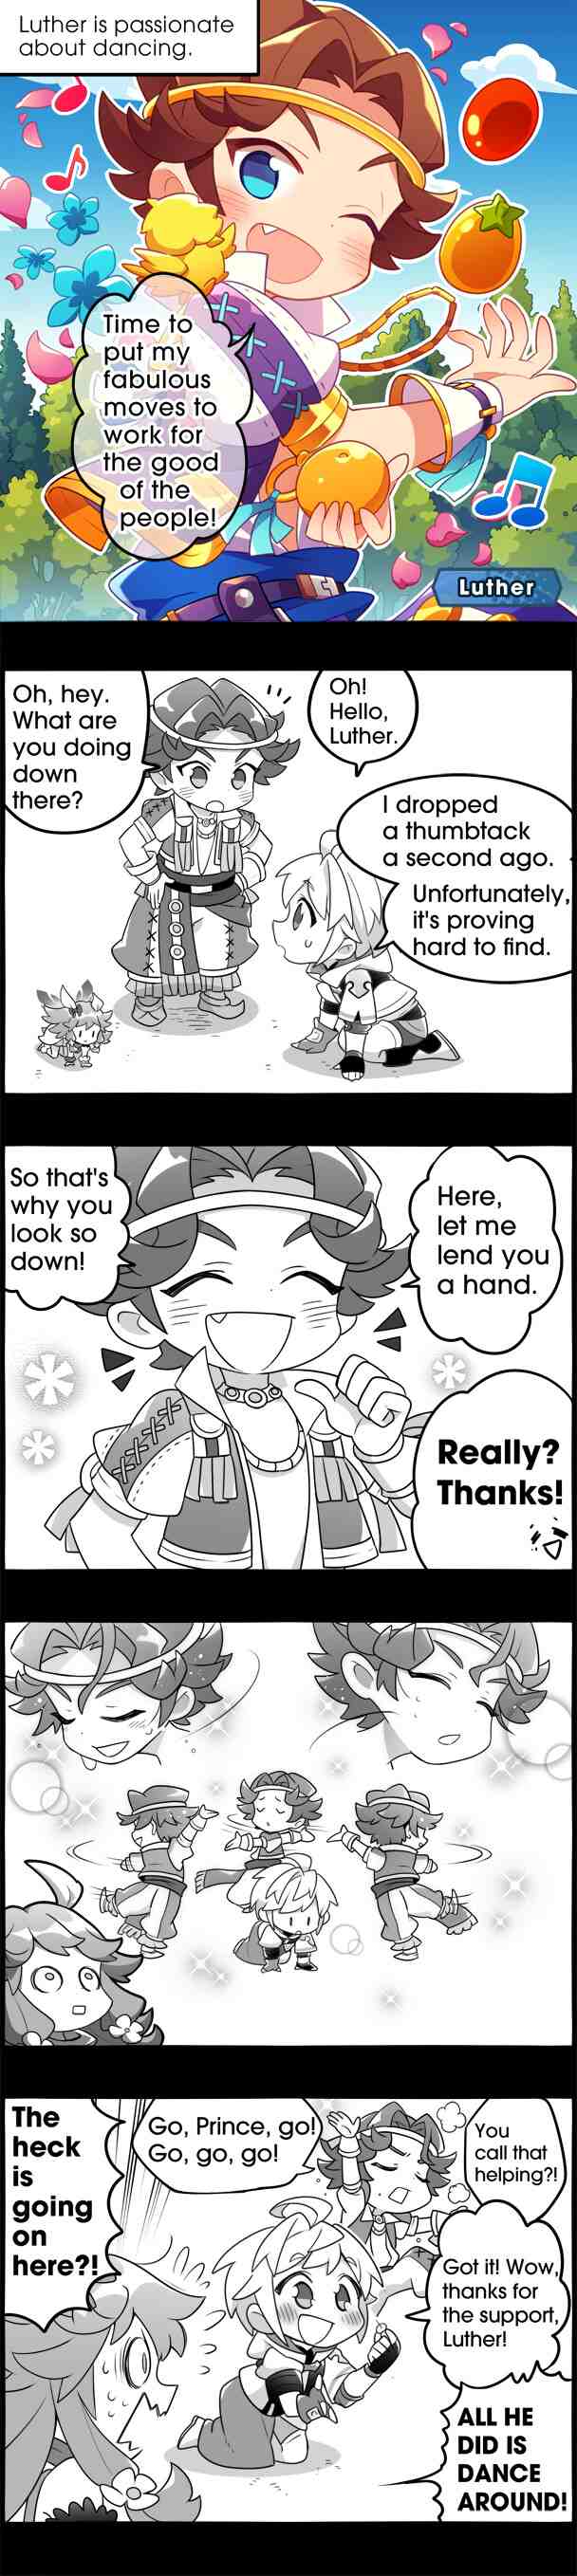 Luther is passionate
about dancing.
Time to
put my
fabulous
moves to
work for
the good
of the
people!
Luther
Oh, hey.
What are
you doing
down
there?
Oh!
Hello,
Luther.
I dropped
a thumbtack
a second ago.
Unfortunately,
it's proving
hard to find.
So that's
why you
look so
down!
Here,
let me
lend you
a hand.
Really?
Thanks!
The
heck
is
going
on
here?!
Go, Prince, go!
Go, go, go!
You
call that
helping?!
Got it! Wow,
thanks for
the support,
Luther!
ALL HE
DID IS
DANCE
AROUND!